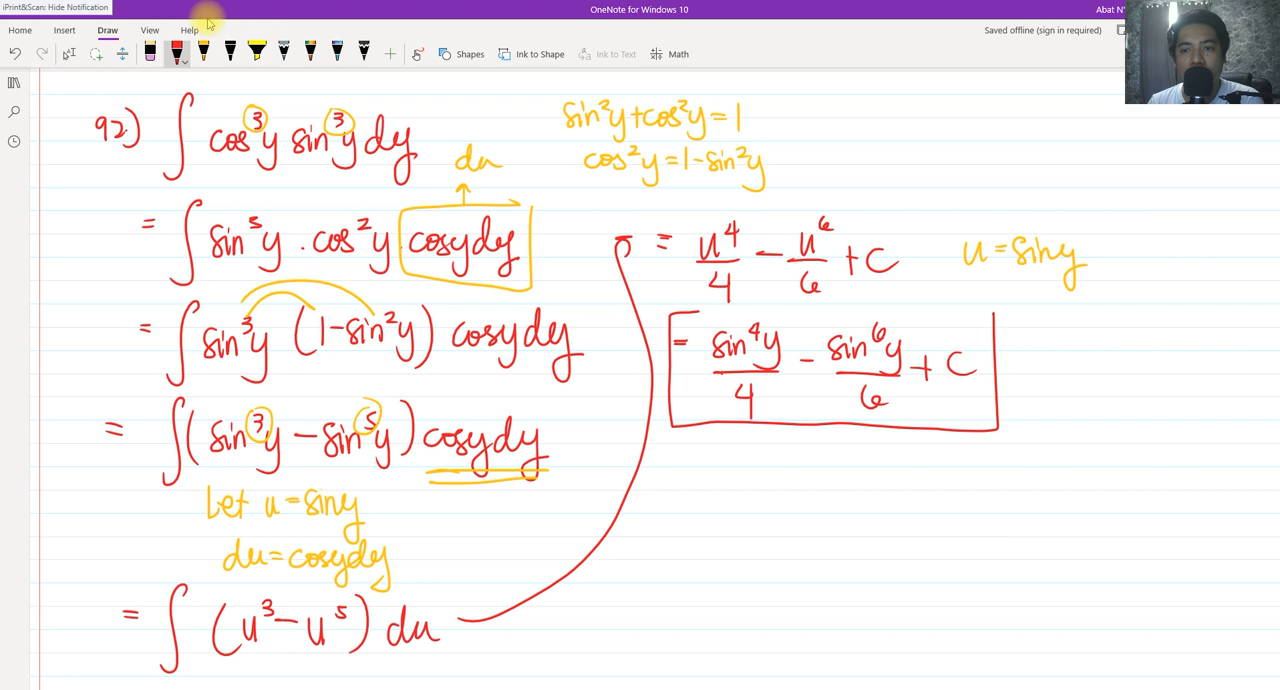 iPrint&Scan: Hide Notification
OneNote for Windows 10
Abat N'
Home Insert Draw View Help
Saved offline (sign in required)
Shapes Ink to Shape Ink to Text Math
92) ∫ cos³y sin³y dy
= ∫ sin³y · cos²y · cosy dy
du
= ∫ sin³y (1 - sin²y) cosy dy
= ∫ (sin³y - sin⁵y) cosy dy
Let u = siny
du = cosy dy
= ∫ (u³ - u⁵) du
sin²y + cos²y = 1
cos²y = 1 - sin²y
= u⁴/4 - u⁶/6 + C
u = siny
= sin⁴y/4 - sin⁶y/6 + C